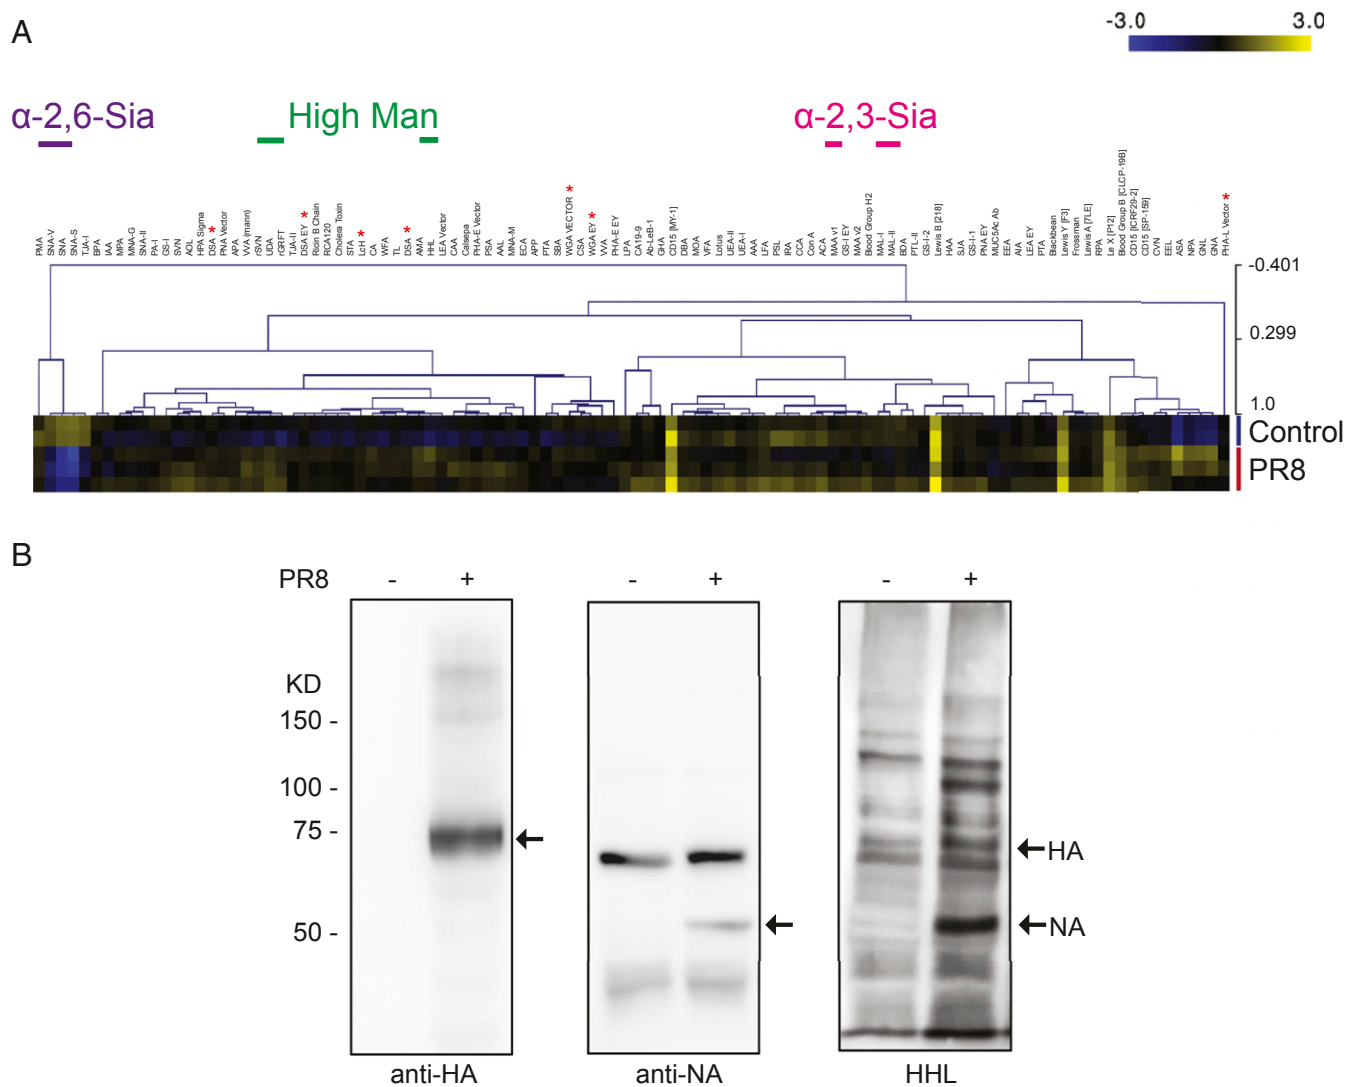 A
-3.0 3.0
α-2,6-Sia
High Man
α-2,3-Sia
PMA
SNA-V
SNA
SNA-S
TJA-I
BPA
IAA
MPA
MNA-G
SNA-II
PA-I
GS-I
SVN
AOL
HPA Sigma
DSA *
PNA Vector
APA
VVA (mann)
rSVN
UDA
rGRFT
TJA-II
DSA EY *
Ricin B Chain
RCA120
Cholera Toxin
STA
LcH *
CA
WFA
TL
DSA *
AMA
HHL
LEA Vector
CAA
Calsepa
PHA-E Vector
PSA
AAL
MNA-M
ECA
APP
PTA
SBA
WGA VECTOR *
CSA
WGA EY *
VVA
PHA-E EY
LPA
CA19-9
Ab-LeB-1
GHA
CD15 [MY-1]
DBA
MOA
VFA
Lotus
UEA-II
UEA-I
AAA
LFA
PSL
IRA
CCA
Con A
ACA
MAA v1
GS-I EY
MAA v2
Blood Group H2
MAL-I
MAL-II
BDA
PTL-II
GS-I-2
Lewis B [218]
HAA
SJA
GS-I-1
PNA EY
MUC5Ac Ab
EEA
AIA
LEA EY
PTA
Blackbean
Lewis Y [F3]
Frossman
Lewis A [7LE]
RPA
Le X [P12]
Blood Group B [CLCP-19B]
CD15 [ICRF29-2]
CD15 [SP-159]
CVN
EEL
ASA
NPA
GNL
GNA
PHA-L Vector *
-0.401
0.299
1.0
Control
PR8
B
PR8 - + - + - +
KD
150 -
100 -
75 -
50 -
HA
NA
anti-HA anti-NA HHL